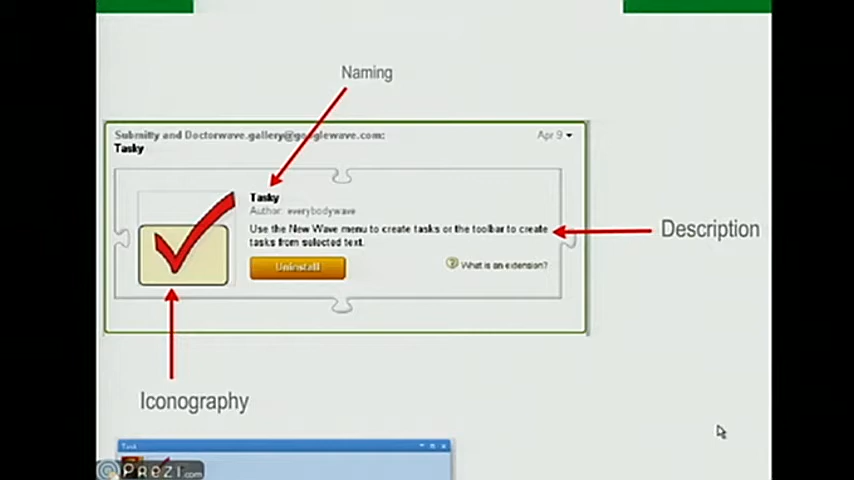 Naming
Submitty and Doctorwave.gallery@googlewave.com:
Apr 9
Tasky
Tasky
Author: everybodywave
Use the New Wave menu to create tasks or the toolbar to create
tasks from selected text.
Description
Uninstall
What is an extension?
Iconography
Task
PREZI.com